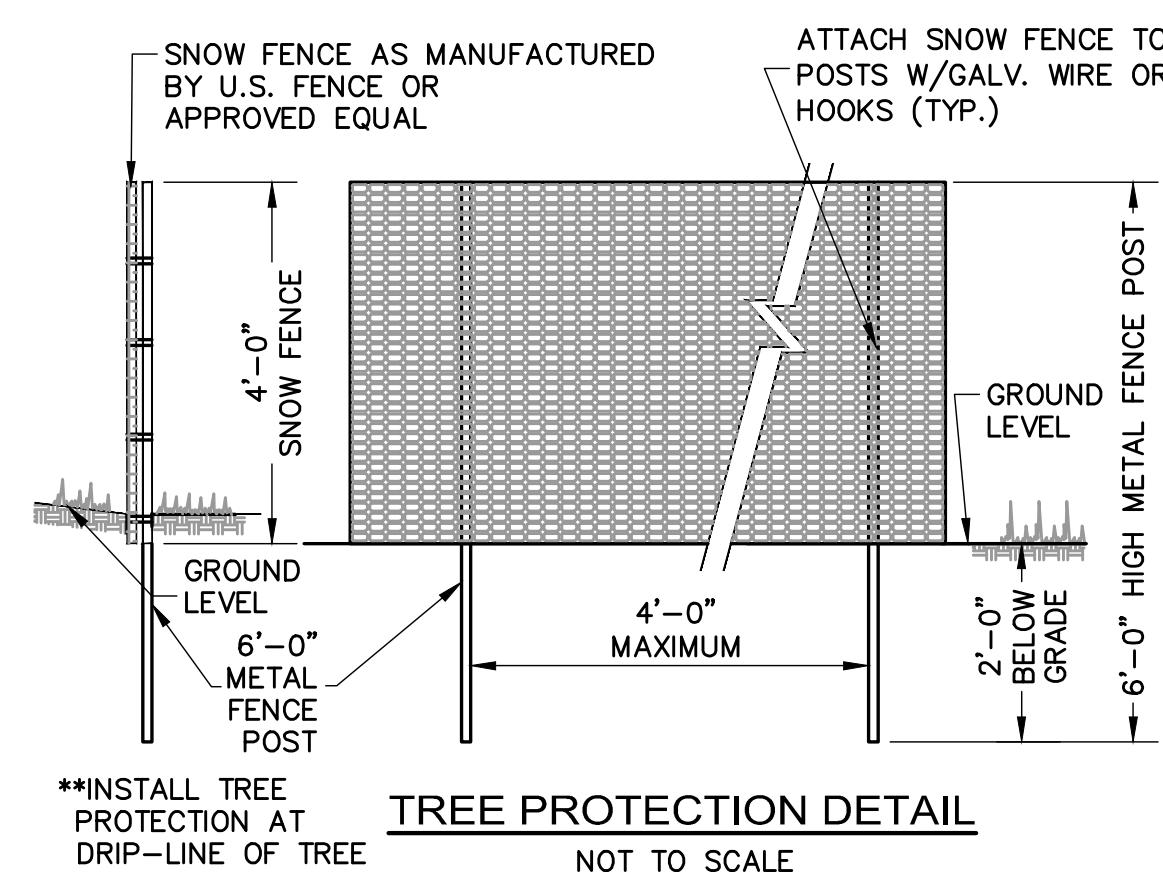 SNOW FENCE AS MANUFACTURED
BY U.S. FENCE OR
APPROVED EQUAL
ATTACH SNOW FENCE TO
POSTS W/GALV. WIRE OR
HOOKS (TYP.)
4'-0"
SNOW FENCE
GROUND
LEVEL
6'-0" HIGH METAL FENCE POST
GROUND
LEVEL
6'-0"
METAL
FENCE
POST
4'-0"
MAXIMUM
2'-0"
BELOW
GRADE
**INSTALL TREE
PROTECTION AT
DRIP-LINE OF TREE
TREE PROTECTION DETAIL
NOT TO SCALE